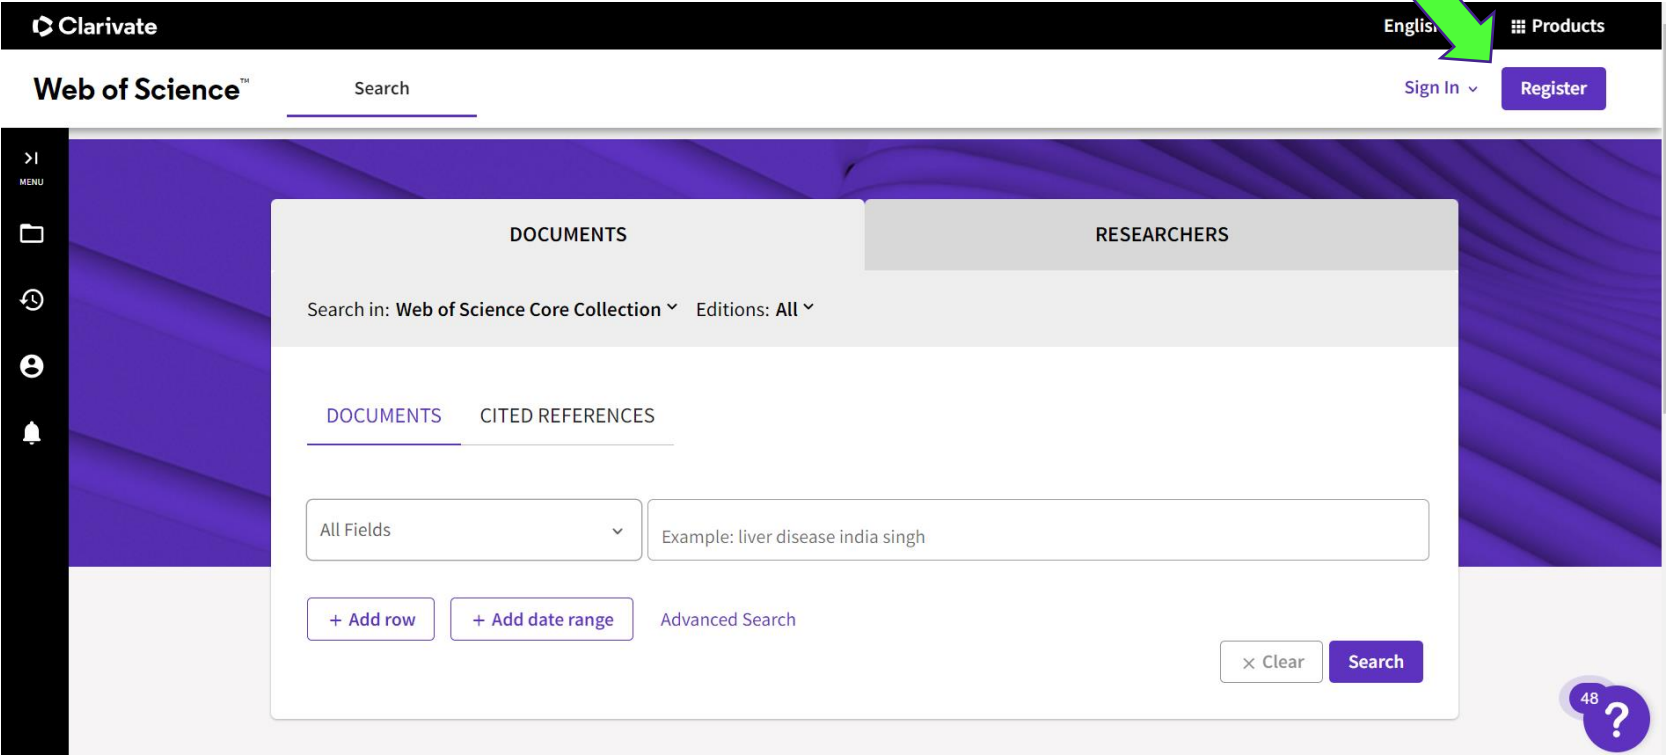 Clarivate
Products
Web of Science™
Search
Sign In
Register
MENU
DOCUMENTS
RESEARCHERS
Search in: Web of Science Core Collection Editions: All
DOCUMENTS CITED REFERENCES
All Fields
Example: liver disease india singh
+ Add row
+ Add date range
Advanced Search
× Clear
Search
48
?